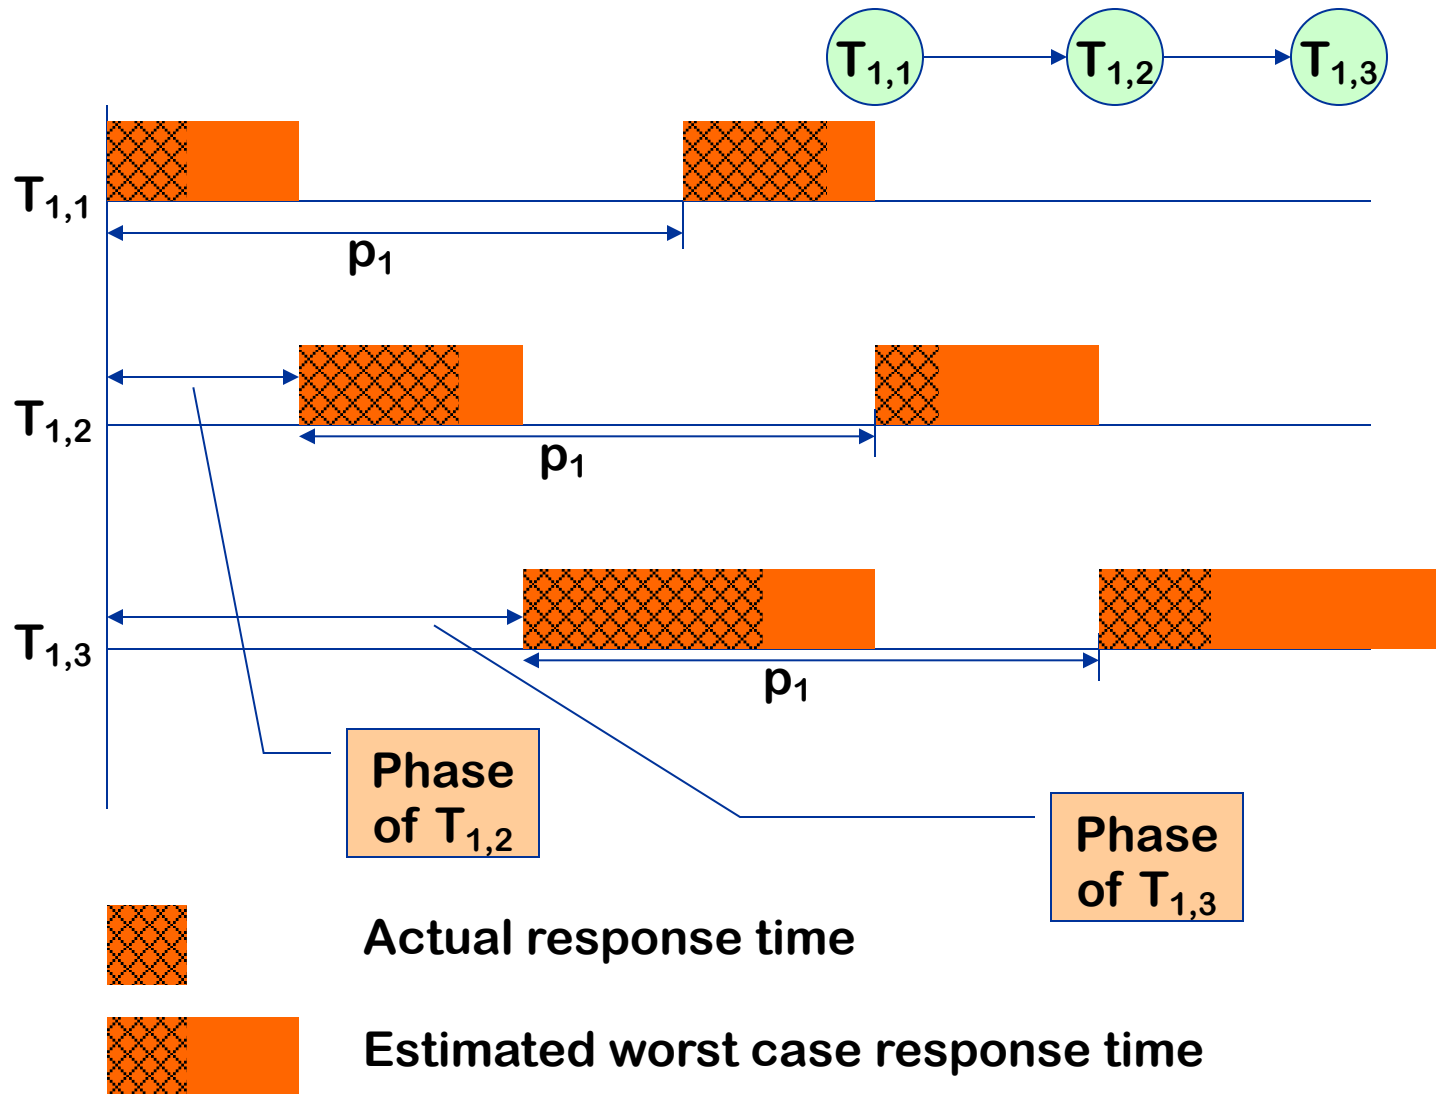 T1,1 T1,2 T1,3
T1,1
p1
T1,2
p1
T1,3
p1
Phase
of T1,2
Phase
of T1,3
Actual response time
Estimated worst case response time